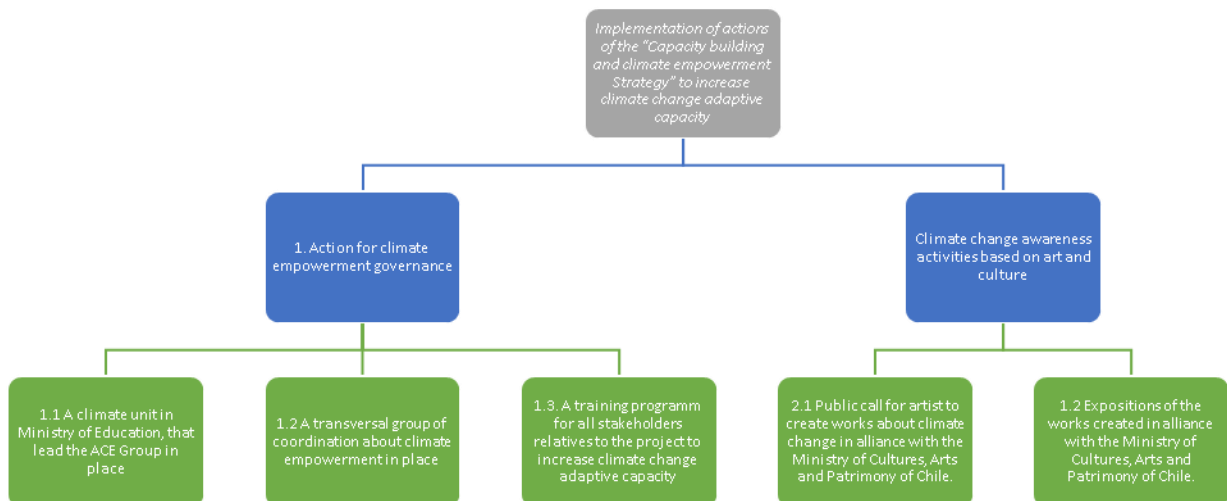 Implementation of actions
of the “Capacity building
and climate empowerment
Strategy” to increase
climate change adaptive
capacity
1. Action for climate
empowerment governance
Climate change awareness
activities based on art and
culture
1.1 A climate unit in
Ministry of Education, that
lead the ACE Group in
place
1.2 A transversal group of
coordination about climate
empowerment in place
1.3. A training programm
for all stakeholders
relatives to the project to
increase climate change
adaptive capacity
2.1 Public call for artist to
create works about climate
change in alliance with the
Ministry of Cultures, Arts
and Patrimony of Chile.
1.2 Expositions of the
works created in alliance
with the Ministry of
Cultures, Arts and
Patrimony of Chile.